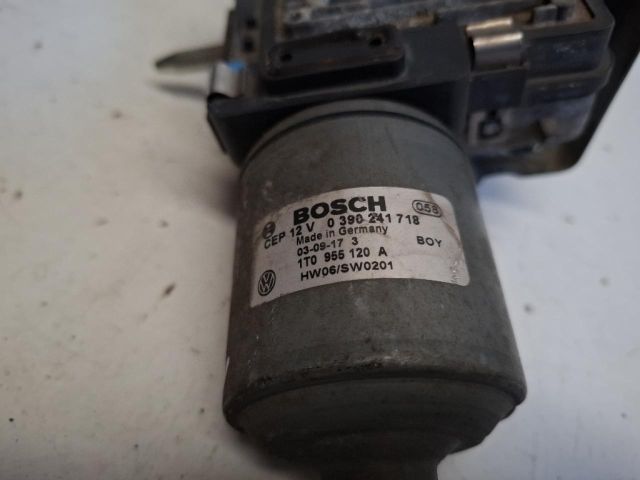 BOSCH 058
CEP 12 V 0 390 241 718
Made in Germany BOY
03-09-17 3
1T0 955 120 A
HW06/SW0201